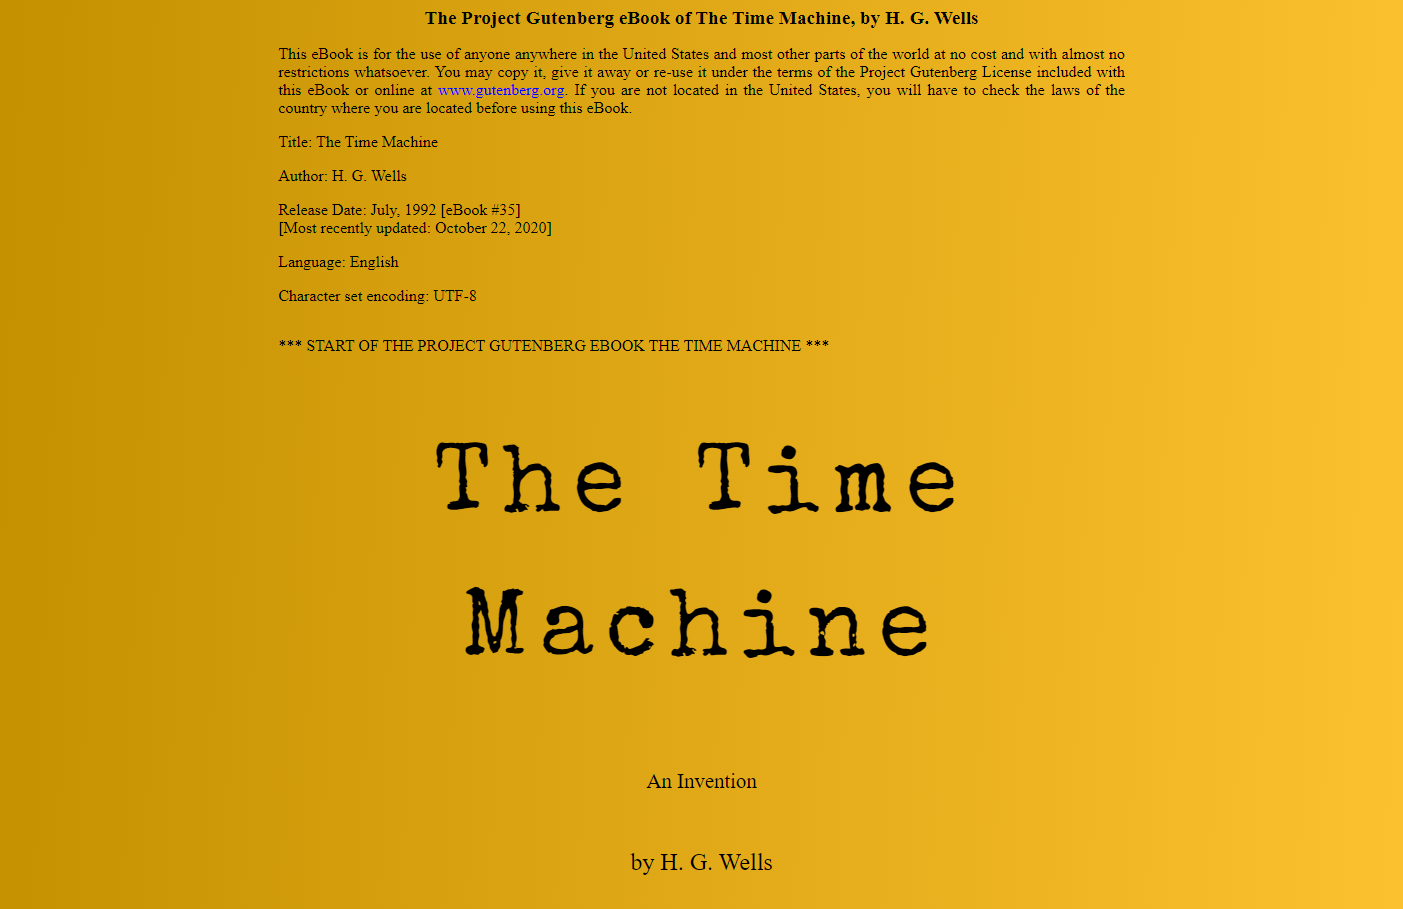 The Project Gutenberg eBook of The Time Machine, by H. G. Wells
This eBook is for the use of anyone anywhere in the United States and most other parts of the world at no cost and with almost no
restrictions whatsoever. You may copy it, give it away or re-use it under the terms of the Project Gutenberg License included with
this eBook or online at www.gutenberg.org. If you are not located in the United States, you will have to check the laws of the
country where you are located before using this eBook.
Title: The Time Machine
Author: H. G. Wells
Release Date: July, 1992 [eBook #35]
[Most recently updated: October 22, 2020]
Language: English
Character set encoding: UTF-8
*** START OF THE PROJECT GUTENBERG EBOOK THE TIME MACHINE ***
The Time
Machine
An Invention
by H. G. Wells